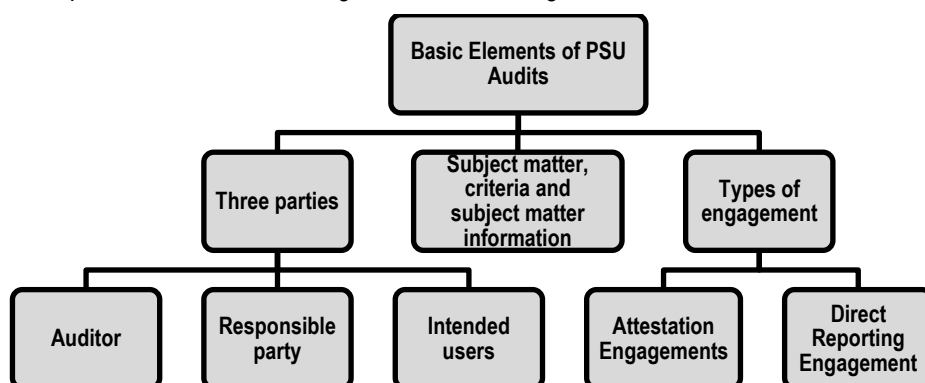 Basic Elements of PSU
Audits
Three parties
Subject matter,
criteria and
subject matter
information
Types of
engagement
Auditor
Responsible
party
Intended
users
Attestation
Engagements
Direct
Reporting
Engagement